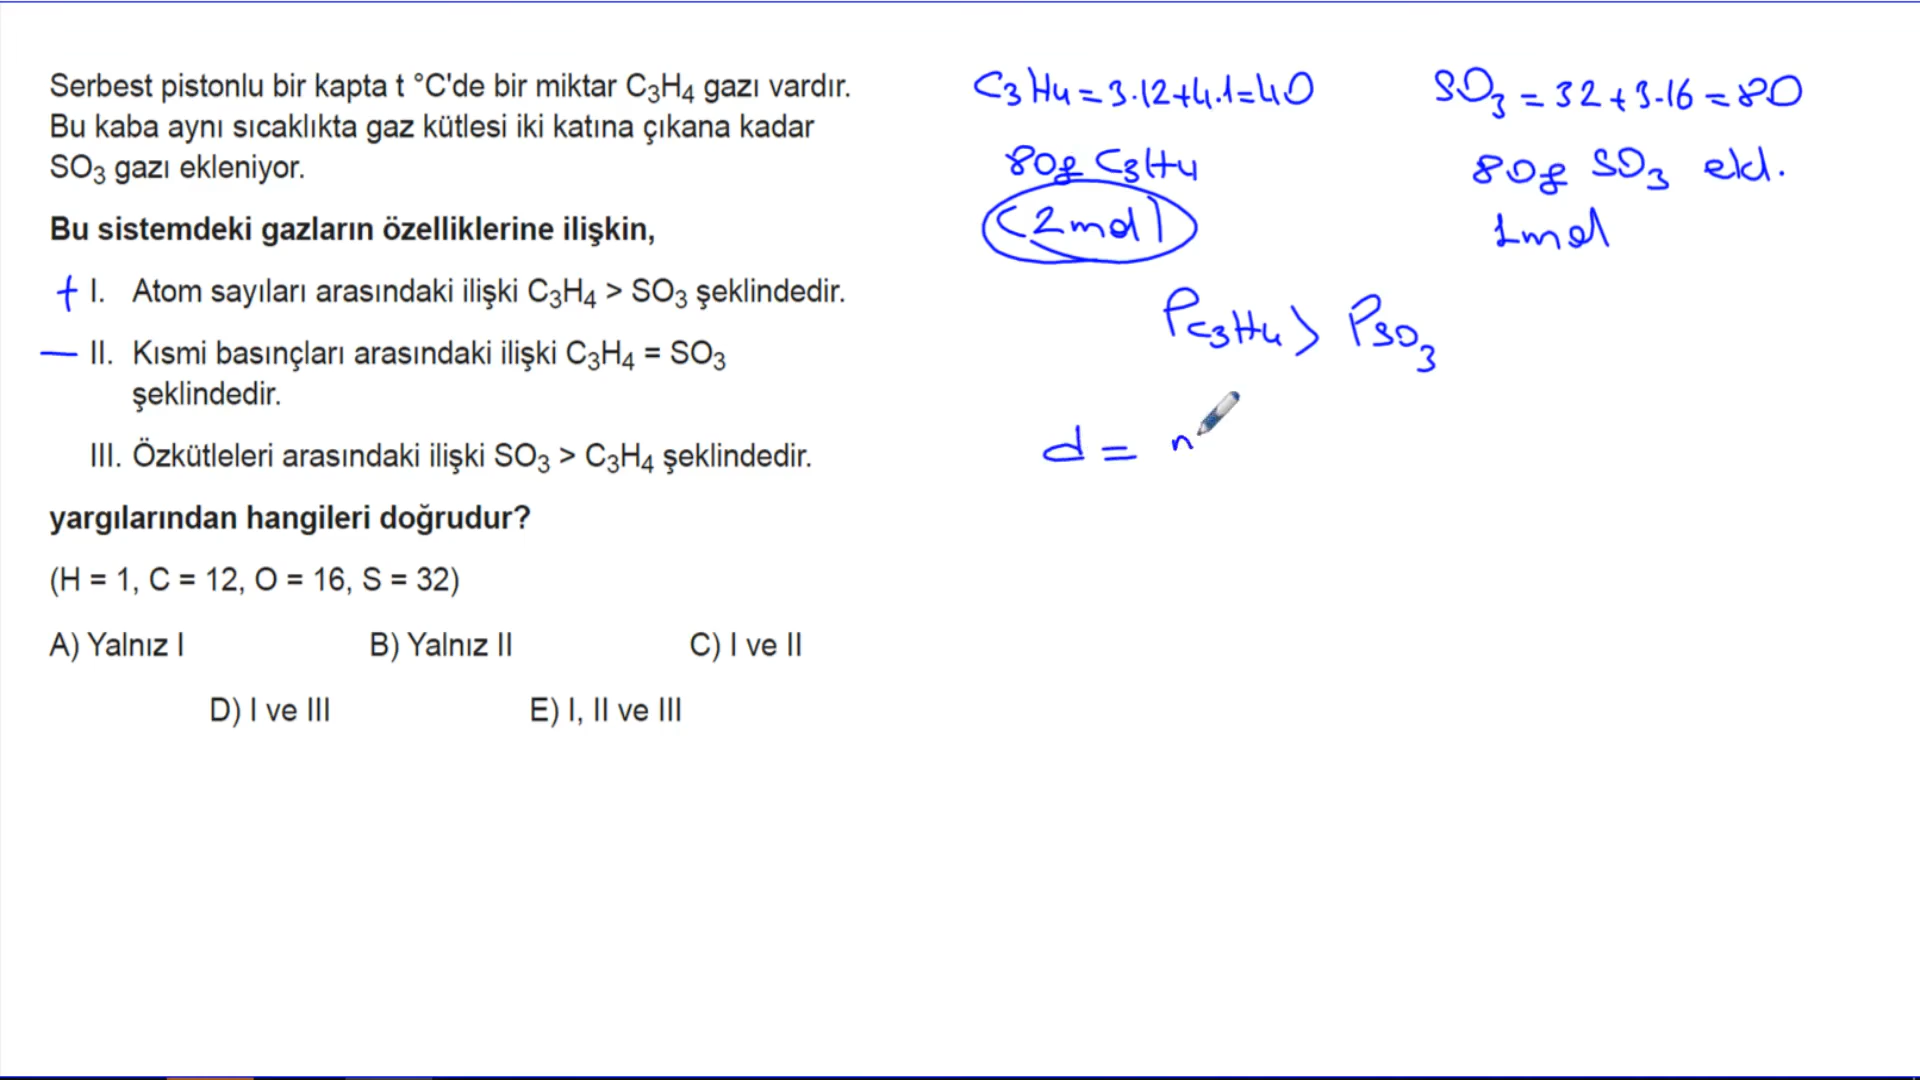 Serbest pistonlu bir kapta t °C'de bir miktar C₃H₄ gazı vardır.
Bu kaba aynı sıcaklıkta gaz kütlesi iki katına çıkana kadar
SO₃ gazı ekleniyor.
Bu sistemdeki gazların özelliklerine ilişkin,
+ I. Atom sayıları arasındaki ilişki C₃H₄ > SO₃ şeklindedir.
— II. Kısmi basınçları arasındaki ilişki C₃H₄ = SO₃
şeklindedir.
III. Özkütleleri arasındaki ilişki SO₃ > C₃H₄ şeklindedir.
yargılarından hangileri doğrudur?
(H = 1, C = 12, O = 16, S = 32)
A) Yalnız I B) Yalnız II C) I ve II
D) I ve III E) I, II ve III
C₃H₄ = 3.12+4.1=40 SO₃ = 32+3.16=80
80g C₃H₄ 80g SO₃ ekl.
(2mol) 1mol
P C₃H₄ > P SO₃
d =